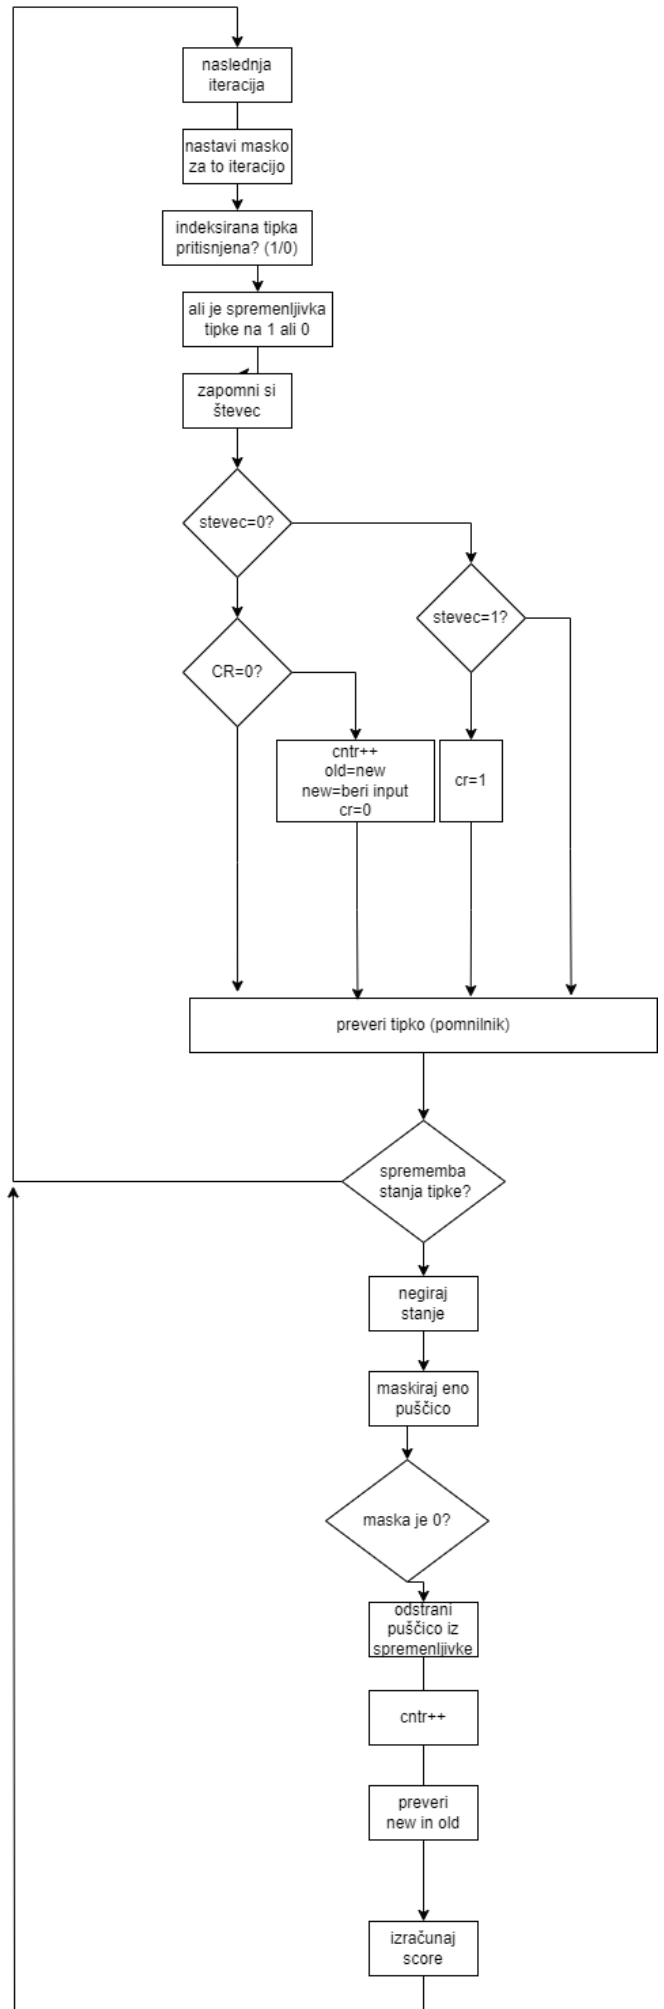 naslednja
iteracija
nastavi masko
za to iteracijo
indeksirana tipka
pritisnjena? (1/0)
ali je spremenljivka
tipke na 1 ali 0
zapomni si
števec
stevec=0?
stevec=1?
CR=0?
cntr++
old=new
new=beri input
cr=0
cr=1
preveri tipko (pomnilnik)
sprememba
stanja tipke?
negiraj
stanje
maskiraj eno
puščico
maska je 0?
odstrani
puščico iz
spremenljivke
cntr++
preveri
new in old
izračunaj
score